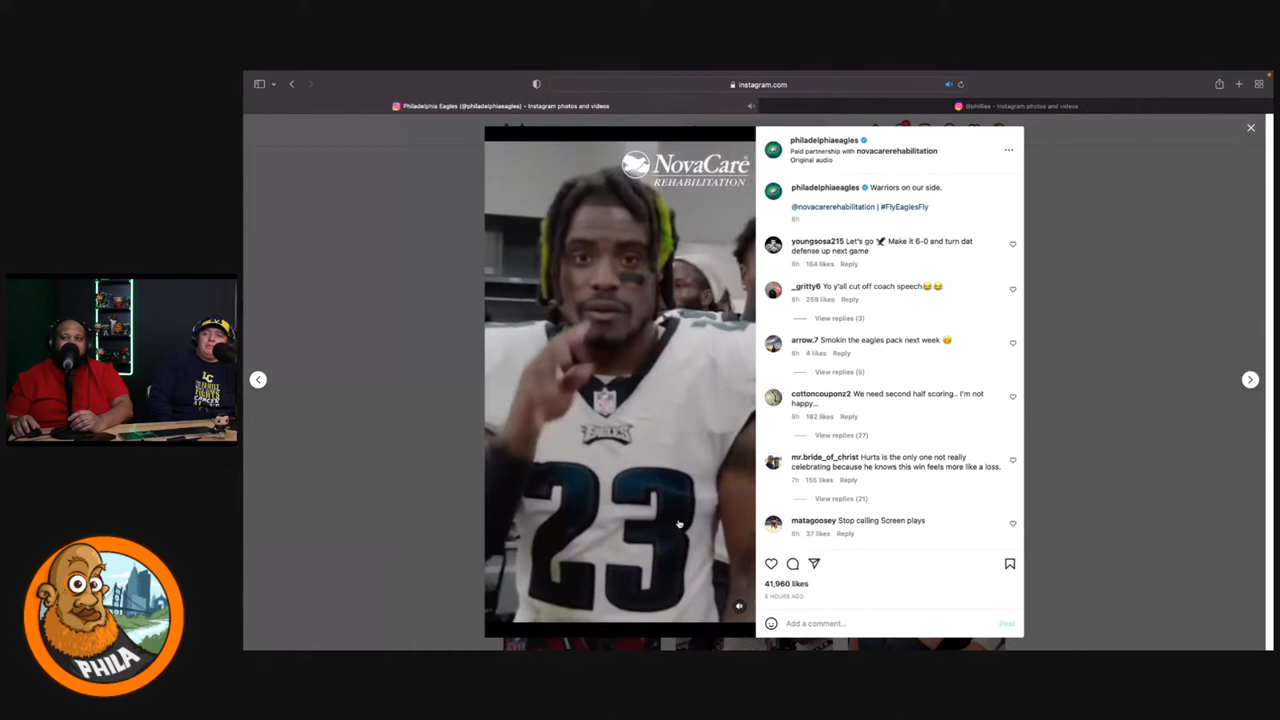 instagram.com
Philadelphia Eagles (@philadelphiaeagles) • Instagram photos and videos
@phillies • Instagram photos and videos
NovaCare®
REHABILITATION
EAGLES
23
philadelphiaeagles
Paid partnership with novacarerehabilitation
Original audio
philadelphiaeagles Warriors on our side.
@novacarerehabilitation | #FlyEaglesFly
8h
youngsosa215 Let's go 🦅 Make it 6-0 and turn dat
defense up next game
8h 164 likes Reply
_gritty6 Yo y'all cut off coach speech😂😂
8h 259 likes Reply
View replies (3)
arrow.7 Smokin the eagles pack next week
8h 4 likes Reply
View replies (5)
cottoncouponz2 We need second half scoring.. I'm not
happy...
8h 182 likes Reply
View replies (27)
mr.bride_of_christ Hurts is the only one not really
celebrating because he knows this win feels more like a loss.
7h 155 likes Reply
View replies (21)
matagoosey Stop calling Screen plays
8h 37 likes Reply
41,960 likes
8 HOURS AGO
Add a comment...
Post
LC
FAMILY
FIGHTS
CANCER
PHILA